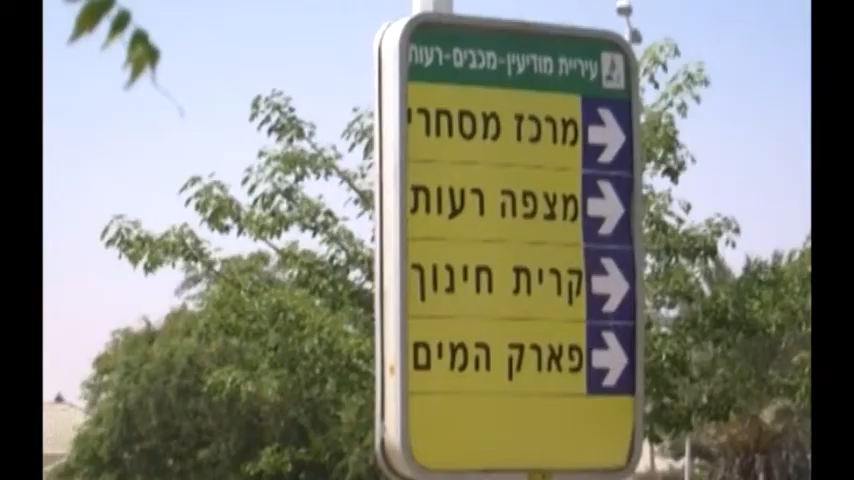 עיריית מודיעין-מכבים-רעות
מרכז מסחרי
מצפה רעות
קרית חינוך
פארק המים